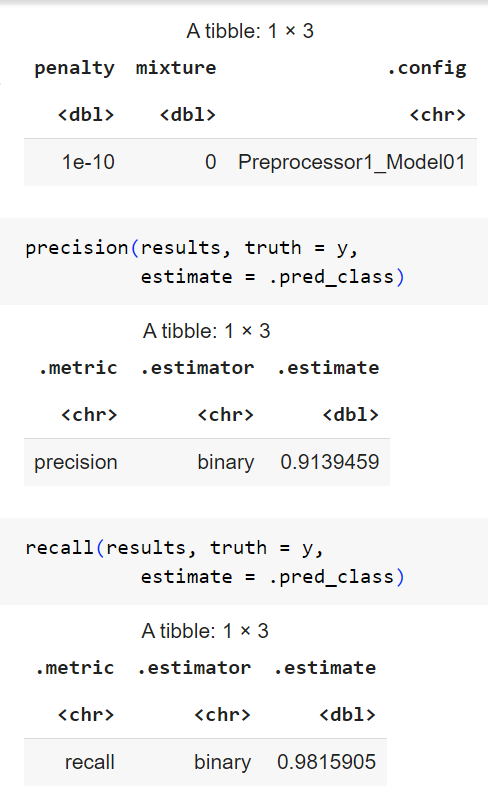 A tibble: 1 × 3
penalty mixture .config
<dbl> <dbl> <chr>
1e-10 0 Preprocessor1_Model01
precision(results, truth = y,
estimate = .pred_class)
A tibble: 1 × 3
.metric .estimator .estimate
<chr> <chr> <dbl>
precision binary 0.9139459
recall(results, truth = y,
estimate = .pred_class)
A tibble: 1 × 3
.metric .estimator .estimate
<chr> <chr> <dbl>
recall binary 0.9815905